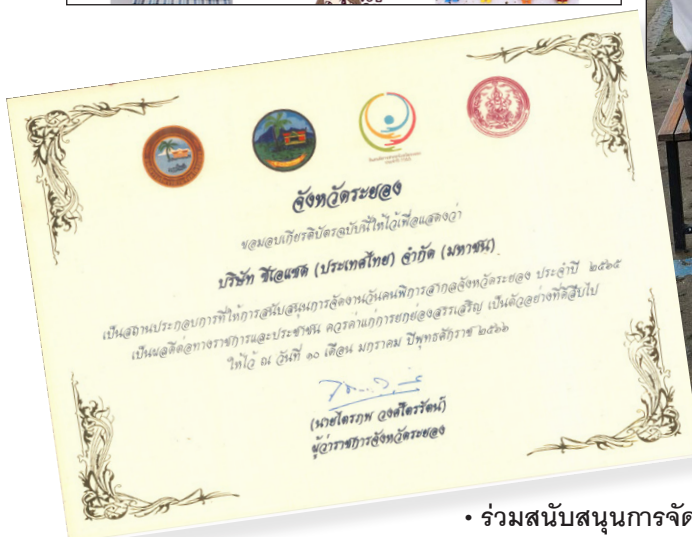 จังหวัดระยอง
ขอมอบเกียรติบัตรฉบับนี้ให้ไว้เพื่อแสดงว่า
บริษัท ซีโอแซด (ประเทศไทย) จำกัด (มหาชน)
เป็นสถานประกอบการที่ให้การสนับสนุนการจัดงานวันคนพิการสากลจังหวัดระยอง ประจำปี ๒๕๖๕
เป็นผลดีต่อทางราชการและประชาชน ควรค่าแก่การยกย่องสรรเสริญ เป็นตัวอย่างที่ดีสืบไป
ให้ไว้ ณ วันที่ ๑๐ เดือน มกราคม ปีพุทธศักราช ๒๕๖๖
(นายไตรภพ วงศ์ไตรรัตน์)
ผู้ว่าราชการจังหวัดระยอง
• ร่วมสนับสนุนการจัด